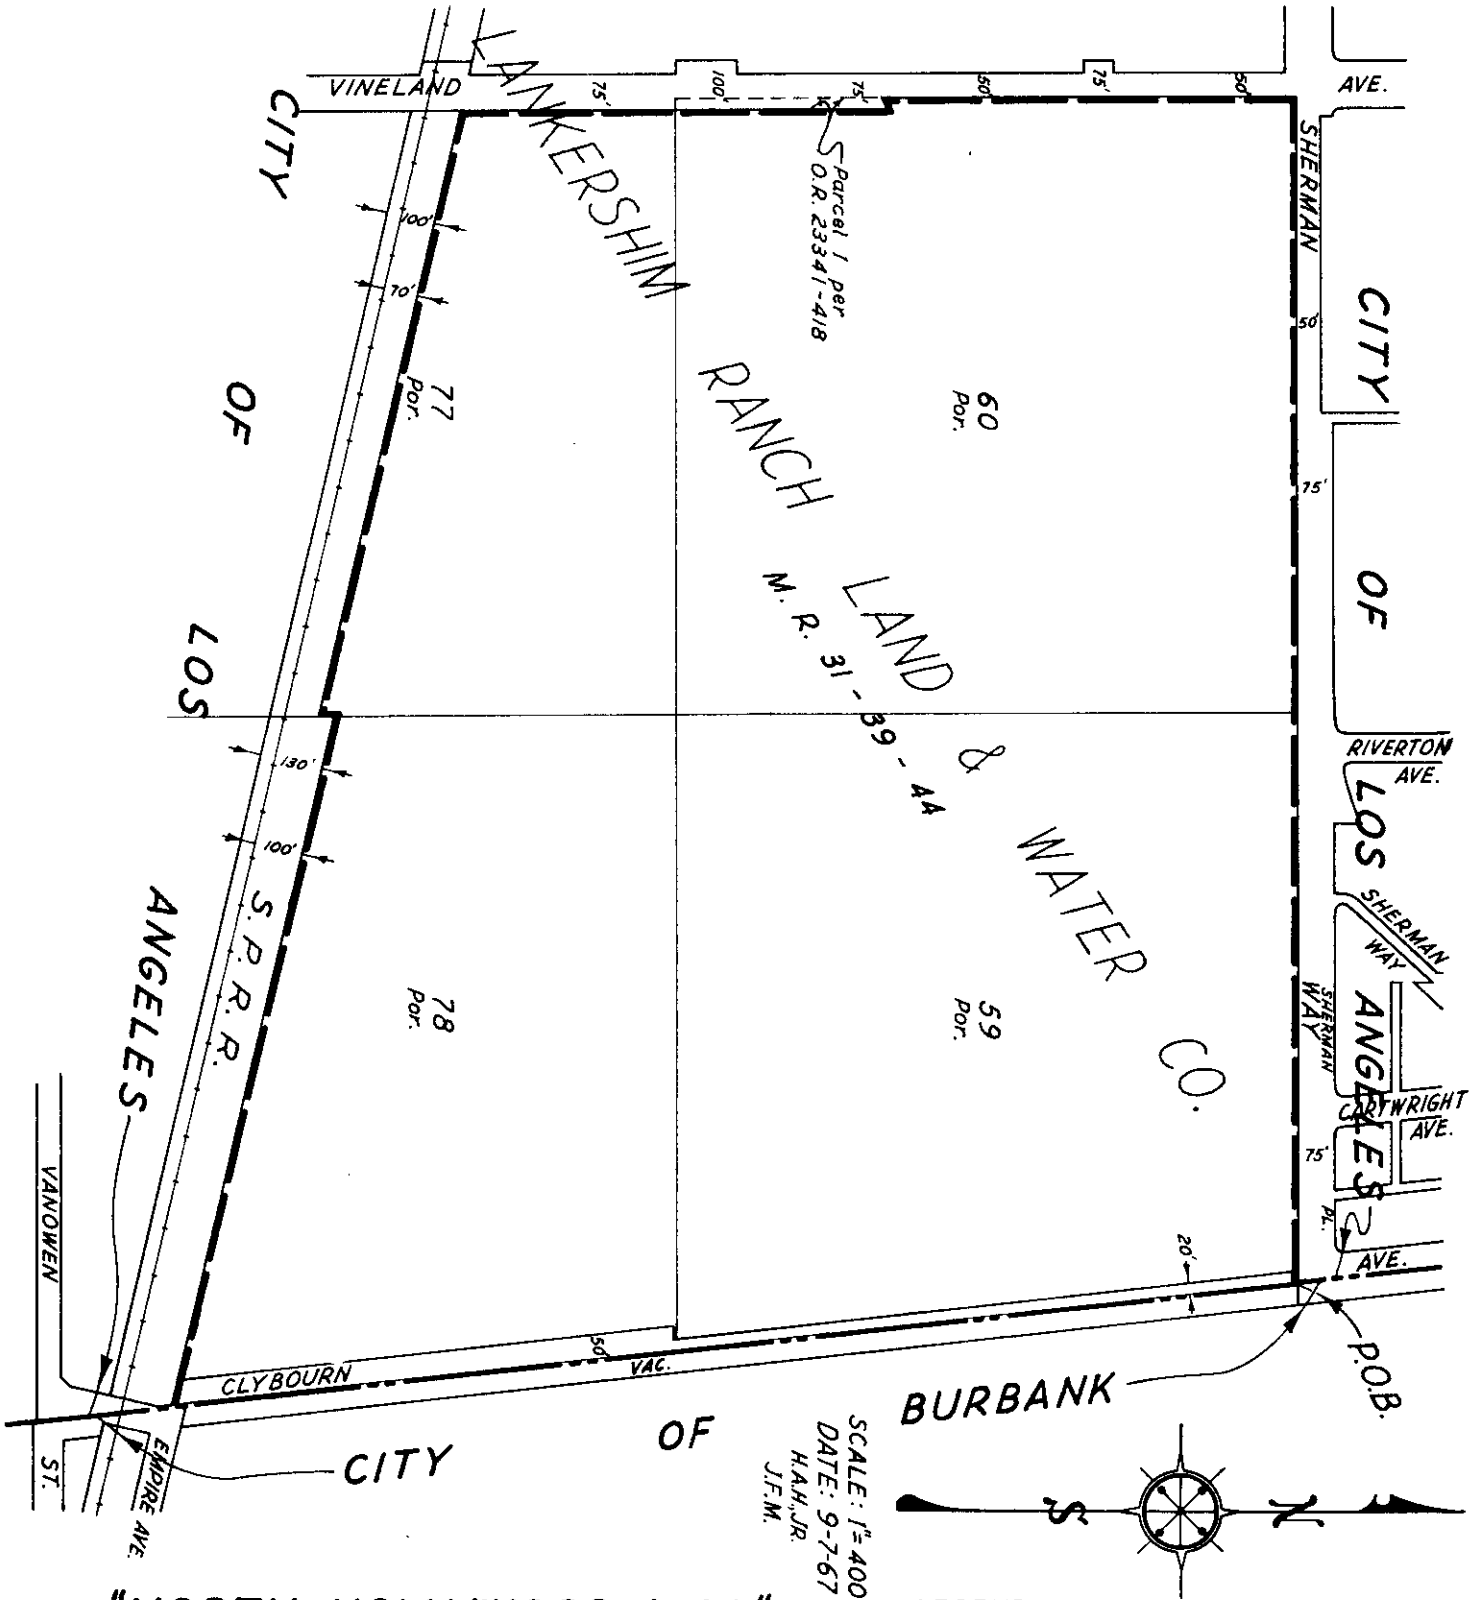 VINELAND
AVE.
75'
100'
75'
50'
75'
50'
SHERMAN
CITY
LANKERSHIM
RANCH
LAND
&
WATER
CO.
M. R. 31 - 39 - 44
Parcel 1 per
O.R. 23341-418
100'
70'
50'
CITY
OF
LOS
ANGELES
77
Por.
60
Por.
75'
OF
LOS
ANGELES
RIVERTON
AVE.
130'
100'
S. P. R. R.
78
Por.
59
Por.
SHERMAN
WAY
SHERMAN
WAY
CARTWRIGHT
AVE.
75'
PL.
AVE.
20'
VANOWEN
ST.
50'
CLYBOURN
VAC.
P.O.B.
CITY
OF
BURBANK
EMPIRE AVE.
SCALE: 1"= 400
DATE: 9-7-67
H.A.H., JR.
J.F.M.
S
N